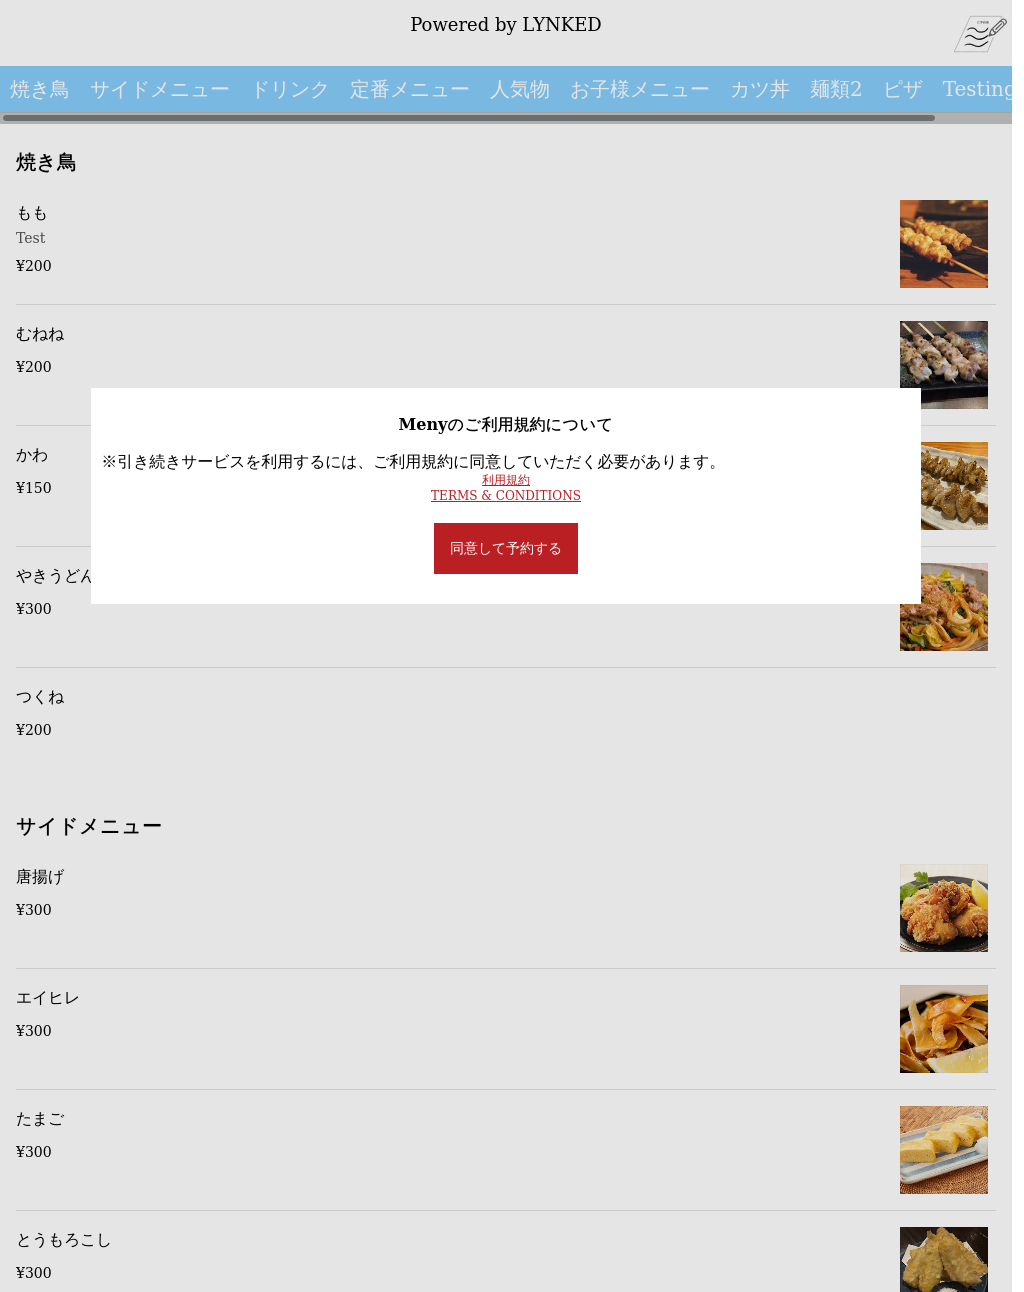 Powered by LYNKED
焼き鳥 サイドメニュー ドリンク 定番メニュー 人気物 お子様メニュー カツ丼 麺類2 ピザ Testing
焼き鳥
もも
Test
¥200
むねね
¥200
Menyのご利用規約について
※引き続きサービスを利用するには、ご利用規約に同意していただく必要があります。
利用規約
TERMS & CONDITIONS
同意して予約する
かわ
¥150
やきうどん
¥300
つくね
¥200
サイドメニュー
唐揚げ
¥300
エイヒレ
¥300
たまご
¥300
とうもろこし
¥300